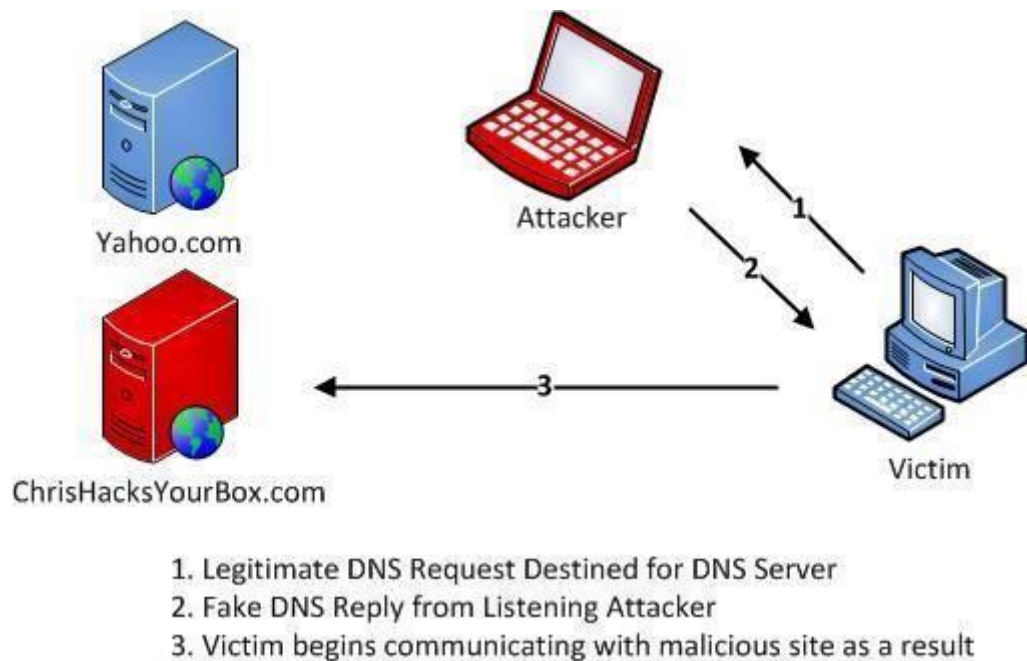 Yahoo.com
Attacker
1
2
3
ChrisHacksYourBox.com
Victim
1. Legitimate DNS Request Destined for DNS Server
2. Fake DNS Reply from Listening Attacker
3. Victim begins communicating with malicious site as a result